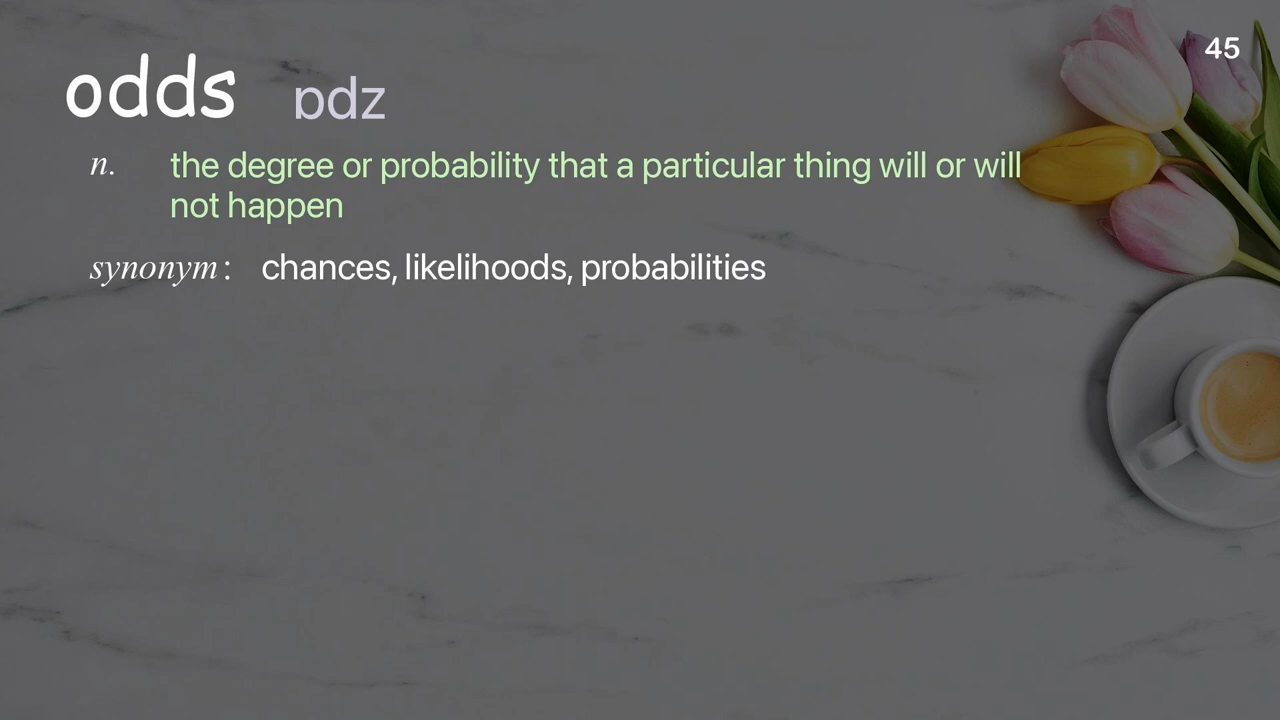 45
odds ɒdz
n. the degree or probability that a particular thing will or will
not happen
synonym : chances, likelihoods, probabilities